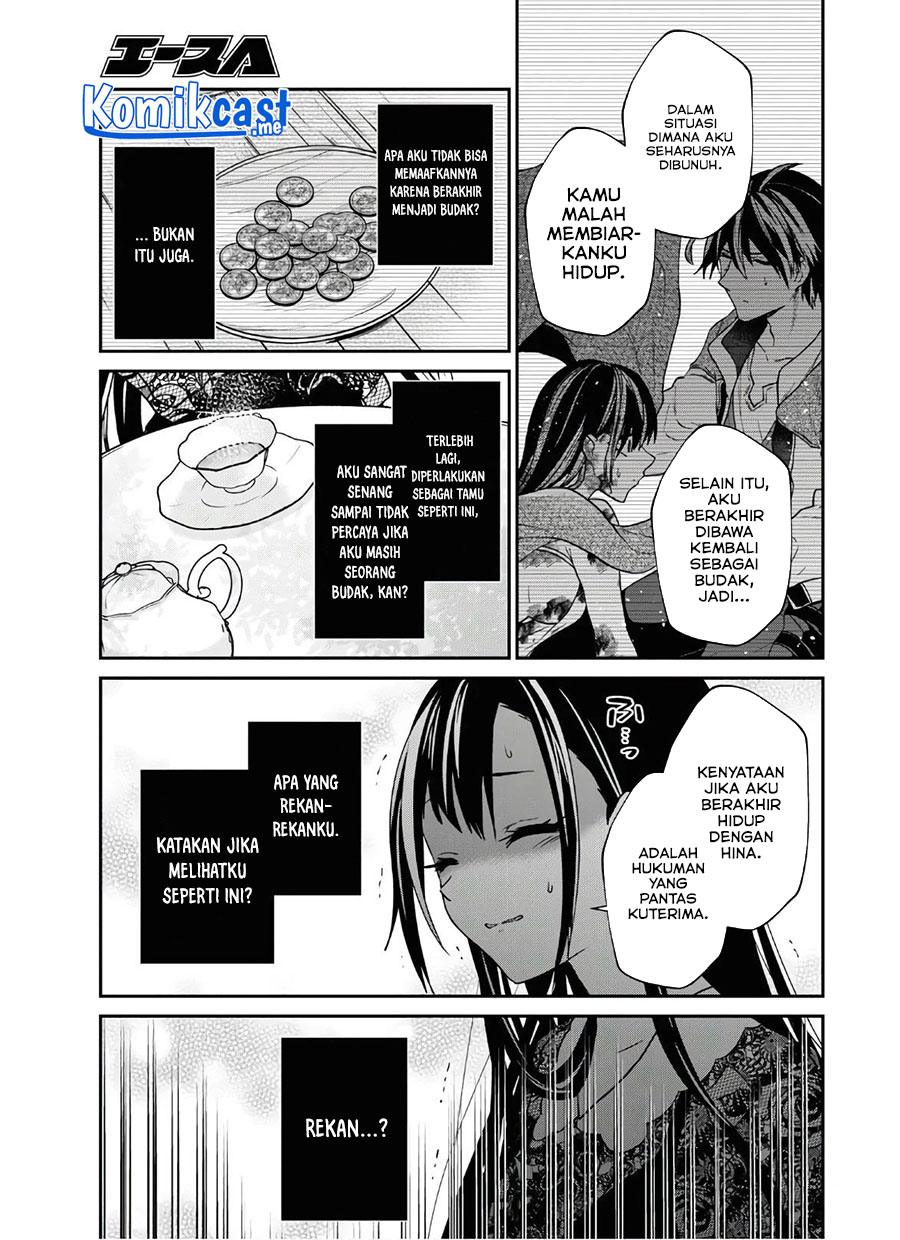 エースA
Komikcast
.me
DALAM
SITUASI
DIMANA AKU
SEHARUSNYA
DIBUNUH.
KAMU
MALAH
MEMBIAR-
KANKU
HIDUP.
SELAIN ITU,
AKU
BERAKHIR
DIBAWA
KEMBALI
SEBAGAI
BUDAK,
JADI...
APA AKU TIDAK BISA
MEMAAFKANNYA
KARENA BERAKHIR
MENJADI BUDAK?
... BUKAN
ITU JUGA.
TERLEBIH
LAGI,
DIPERLAKUKAN
SEBAGAI TAMU
SEPERTI INI,
AKU SANGAT
SENANG
SAMPAI TIDAK
PERCAYA JIKA
AKU MASIH
SEORANG
BUDAK, KAN?
KENYATAAN
JIKA AKU
BERAKHIR
HIDUP
DENGAN
HINA.
ADALAH
HUKUMAN
YANG
PANTAS
KUTERIMA.
ふ…っ
APA YANG
REKAN-
REKANKU.
KATAKAN JIKA
MELIHATKU
SEPERTI INI?
REKAN...?